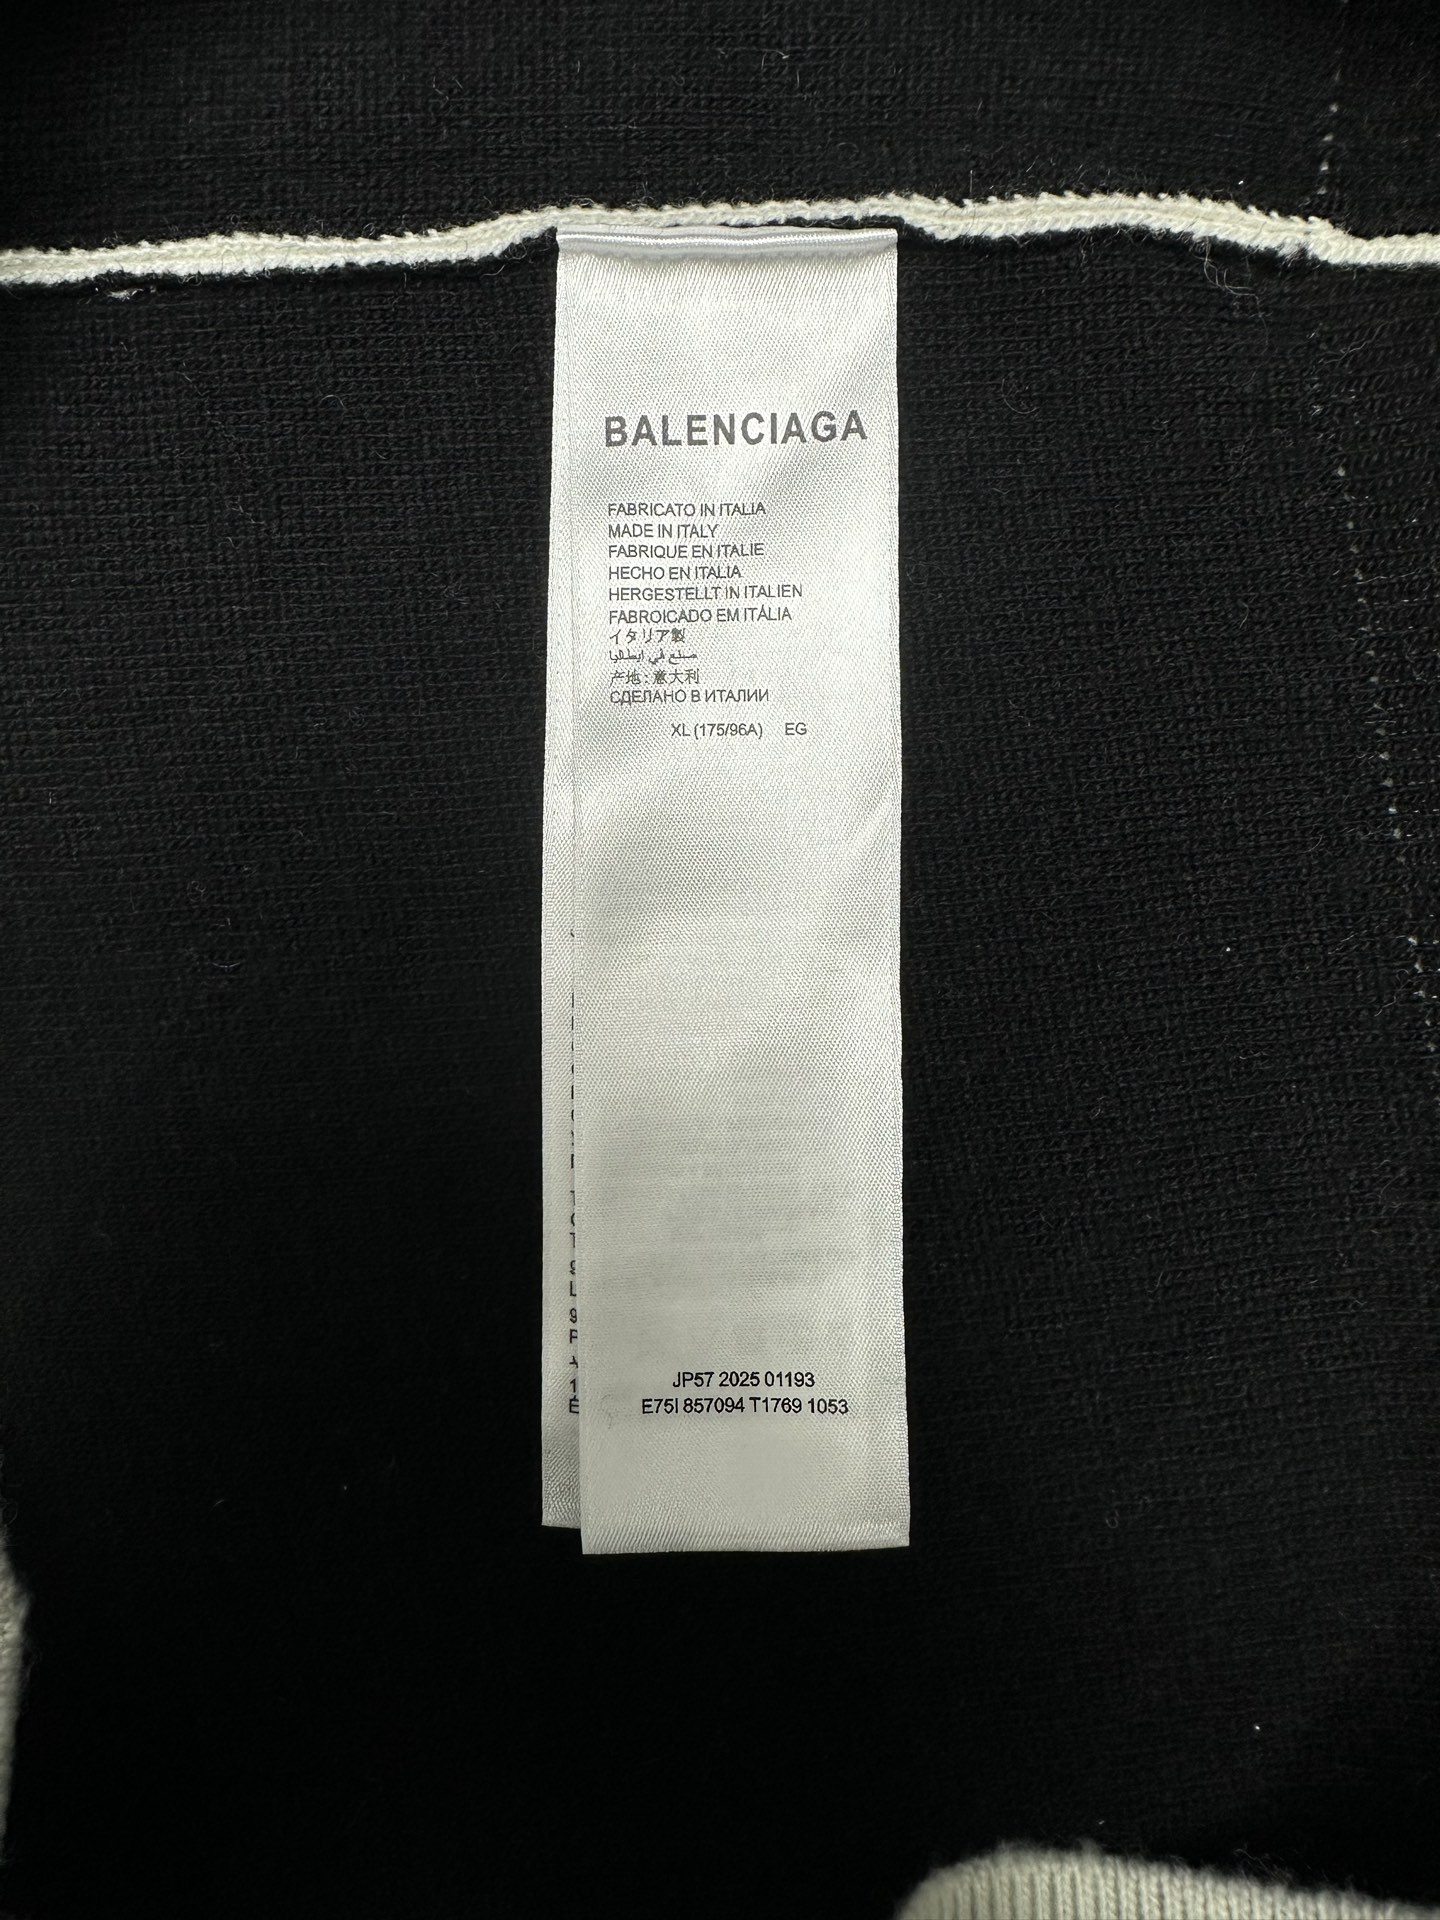 BALENCIAGA
FABRICATO IN ITALIA
MADE IN ITALY
FABRIQUE EN ITALIE
HECHO EN ITALIA
HERGESTELLT IN ITALIEN
FABROICADO EM ITÁLIA
イタリア製
صنع في ايطاليا
产地：意大利
СДЕЛАНО В ИТАЛИИ
XL (175/96A) EG
JP57 2025 01193
E75I 857094 T1769 1053